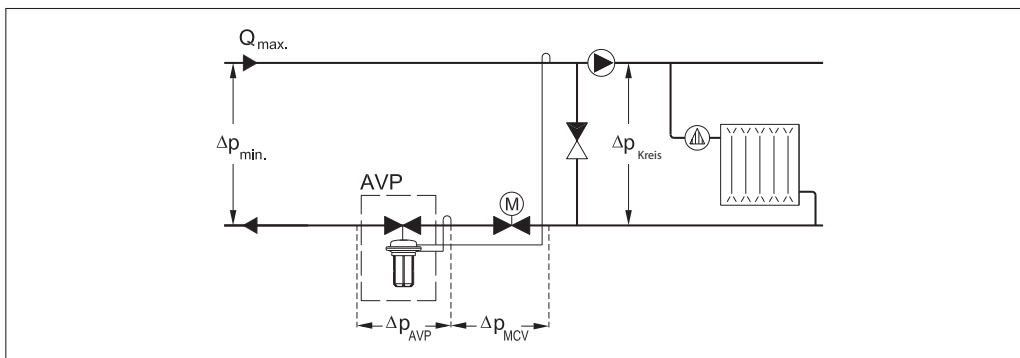 Qmax.
Δpmin.
ΔpKreis
AVP
M
ΔpAVP
ΔpMCV